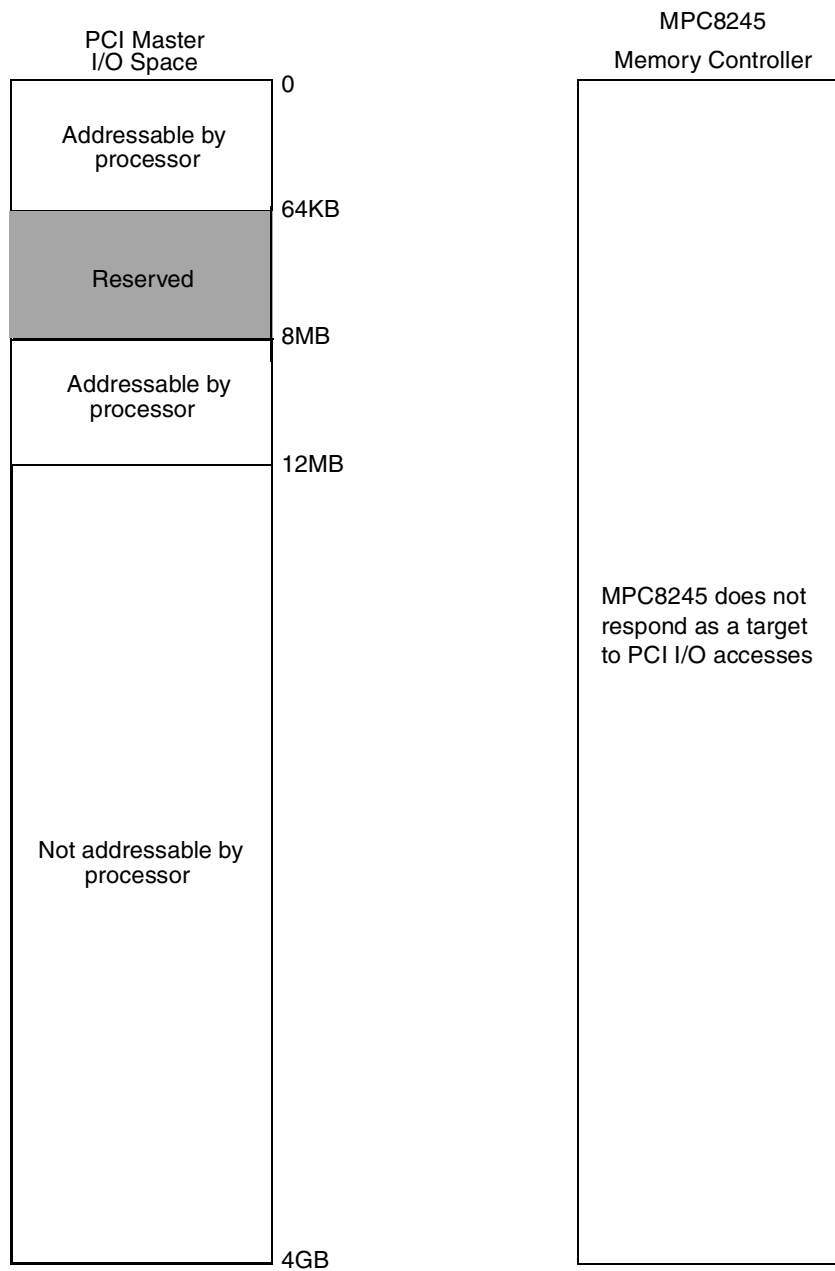 PCI Master
I/O Space
0
Addressable by
processor
64KB
Reserved
8MB
Addressable by
processor
12MB
Not addressable by
processor
4GB
MPC8245
Memory Controller
MPC8245 does not
respond as a target
to PCI I/O accesses